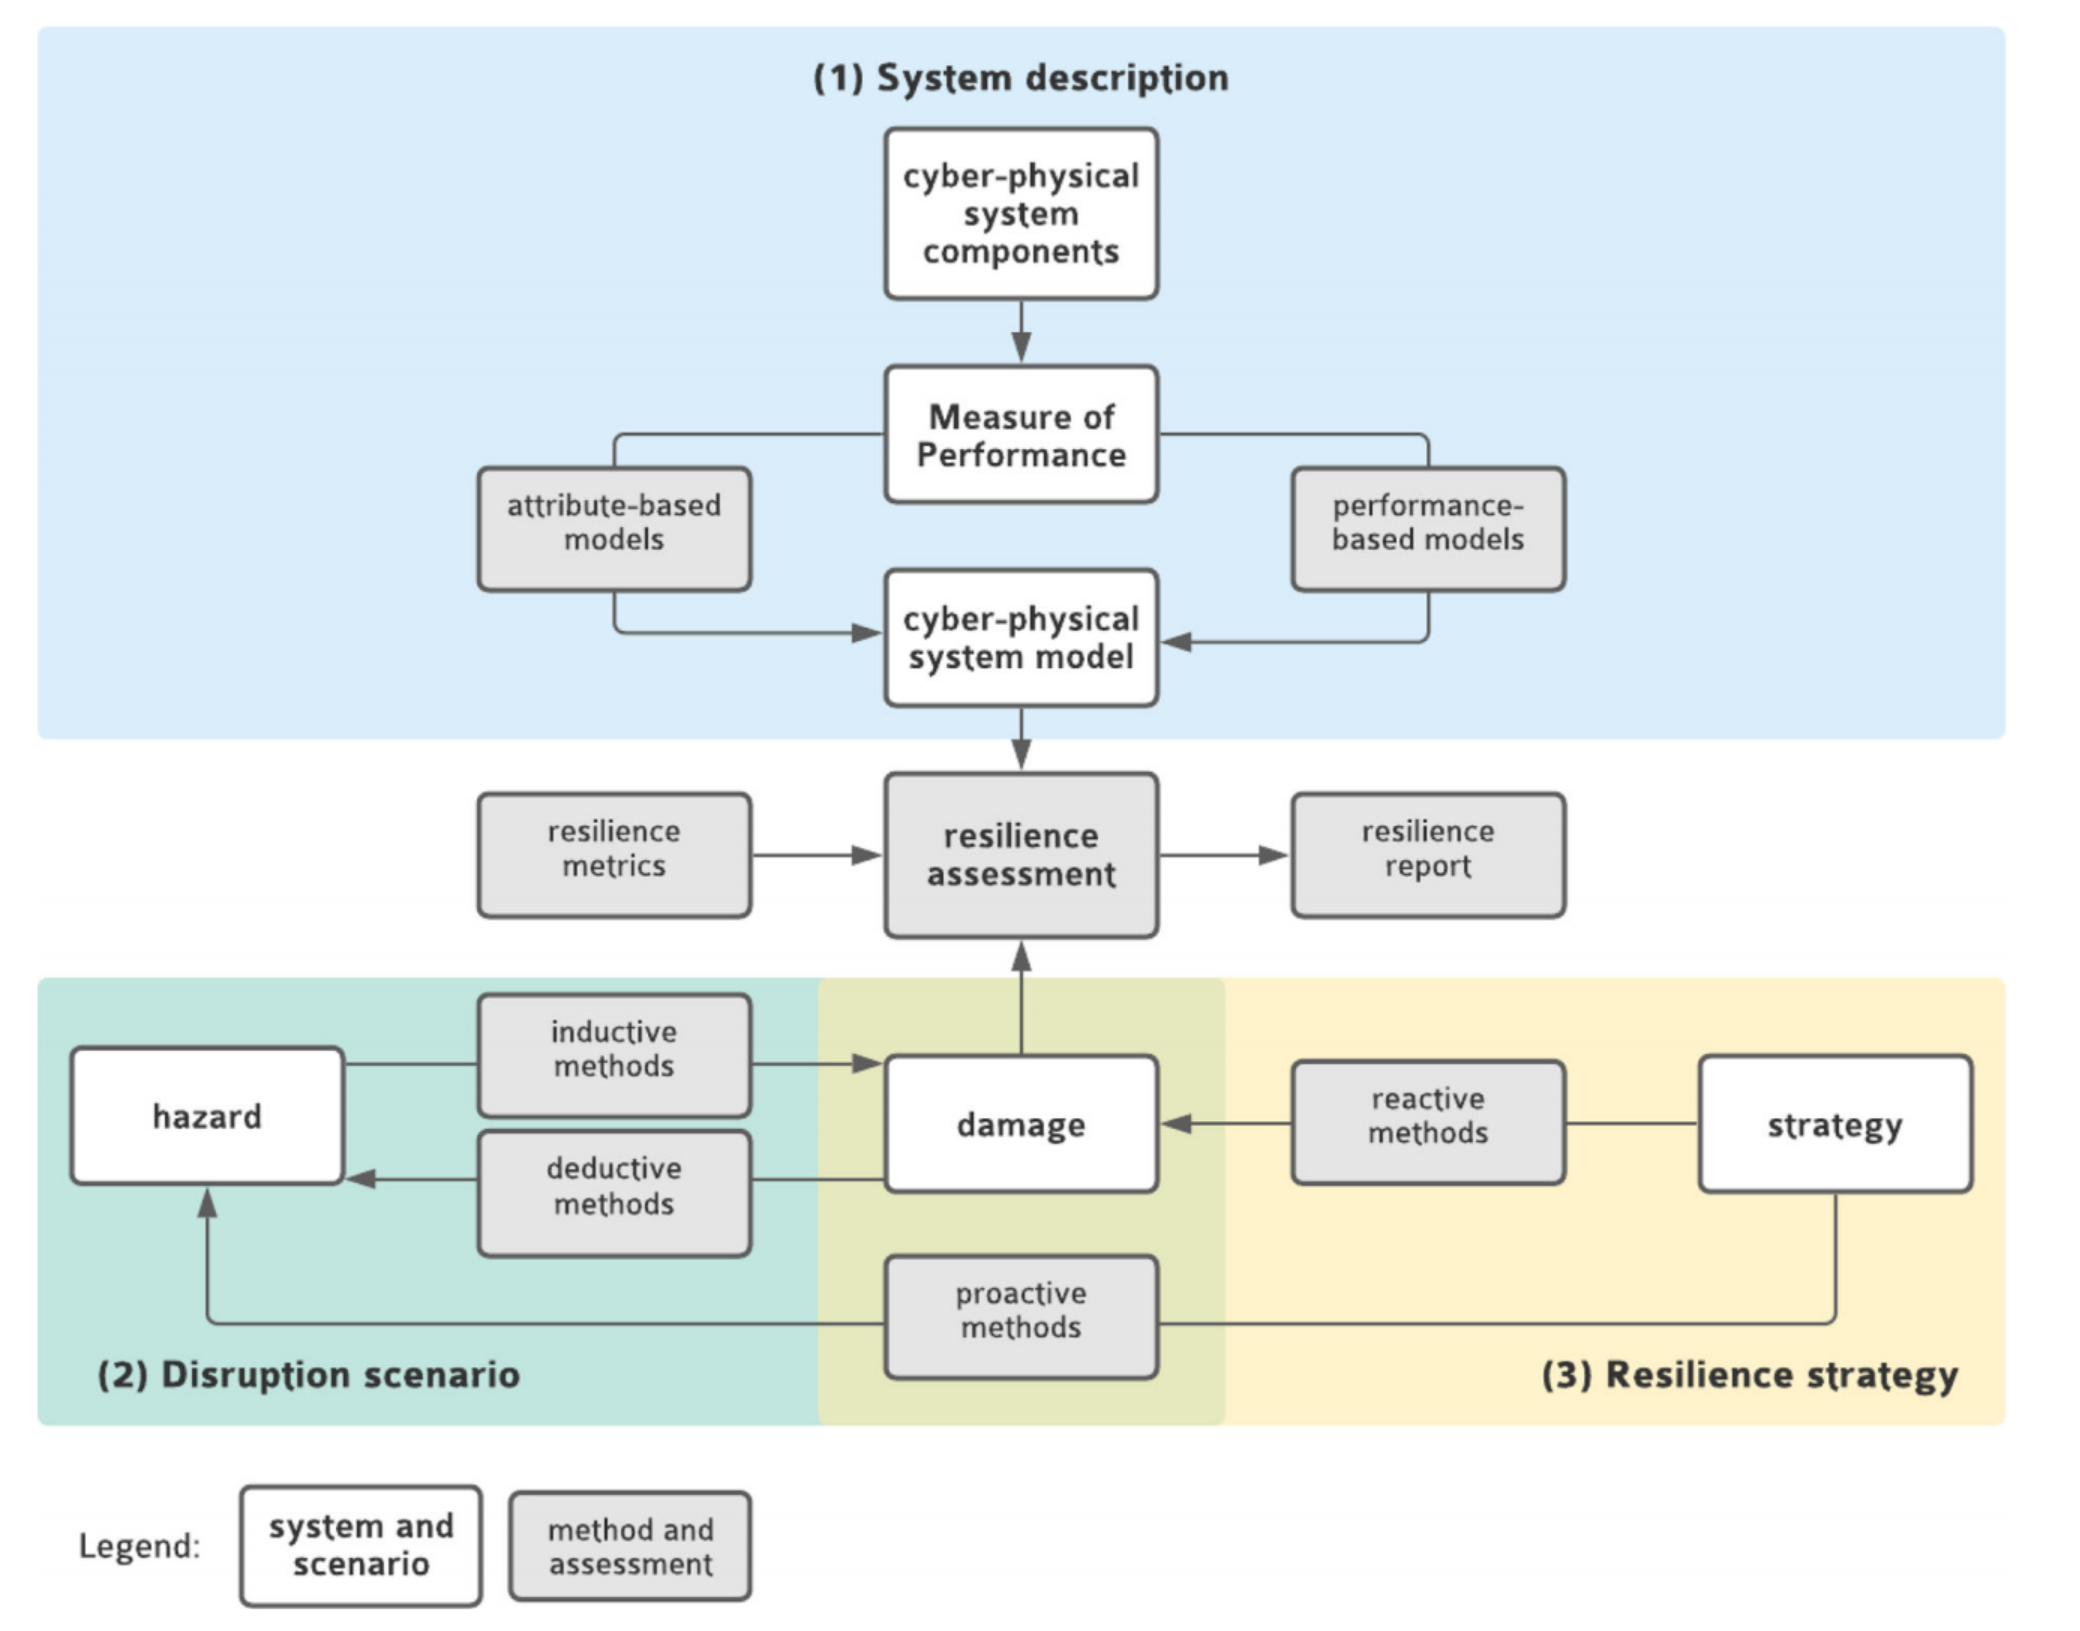 (1) System description
cyber-physical
system
components
Measure of
Performance
attribute-based
models
performance-
based models
cyber-physical
system model
resilience
metrics
resilience
assessment
resilience
report
inductive
methods
hazard
deductive
methods
damage
reactive
methods
strategy
proactive
methods
(2) Disruption scenario
(3) Resilience strategy
Legend:
system and
scenario
method and
assessment